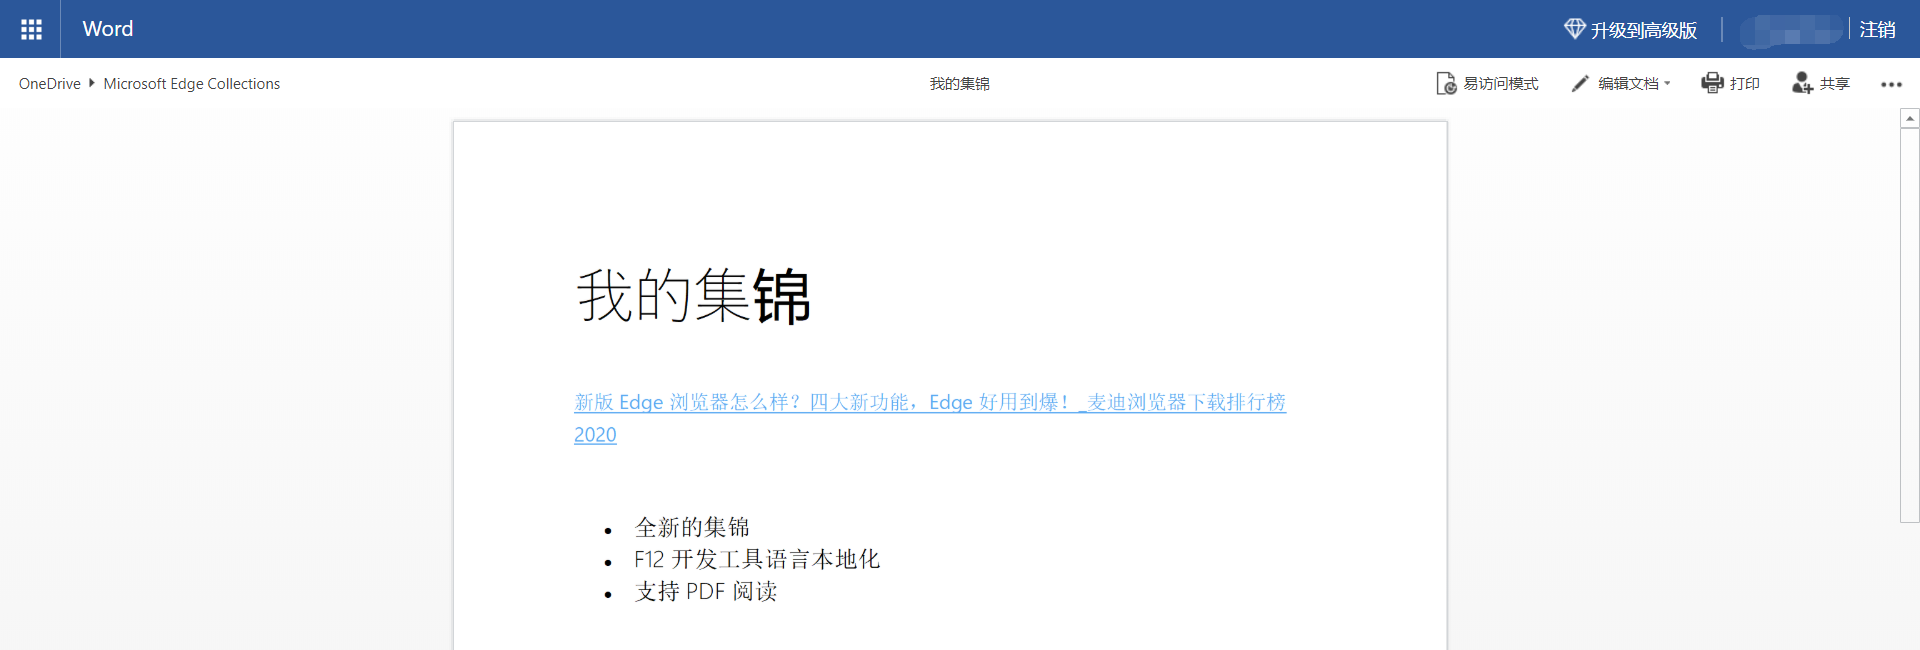 Word
升级到高级版
注销
OneDrive Microsoft Edge Collections
我的集锦
易访问模式
编辑文档
打印
共享
我的集锦
新版 Edge 浏览器怎么样？四大新功能，Edge 好用到爆！_麦迪浏览器下载排行榜
2020
全新的集锦
F12 开发工具语言本地化
支持 PDF 阅读